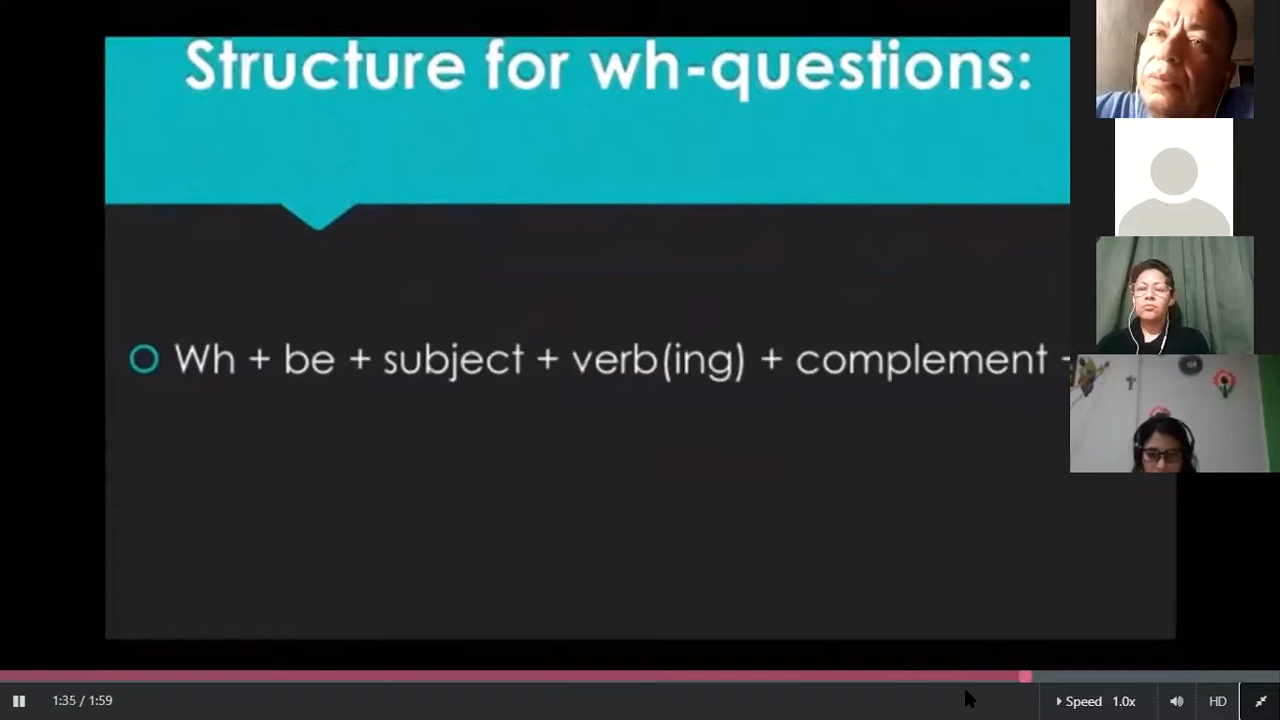 Structure for wh-questions:
Wh + be + subject + verb(ing) + complement +
1:35 / 1:59
Speed 1.0x
HD